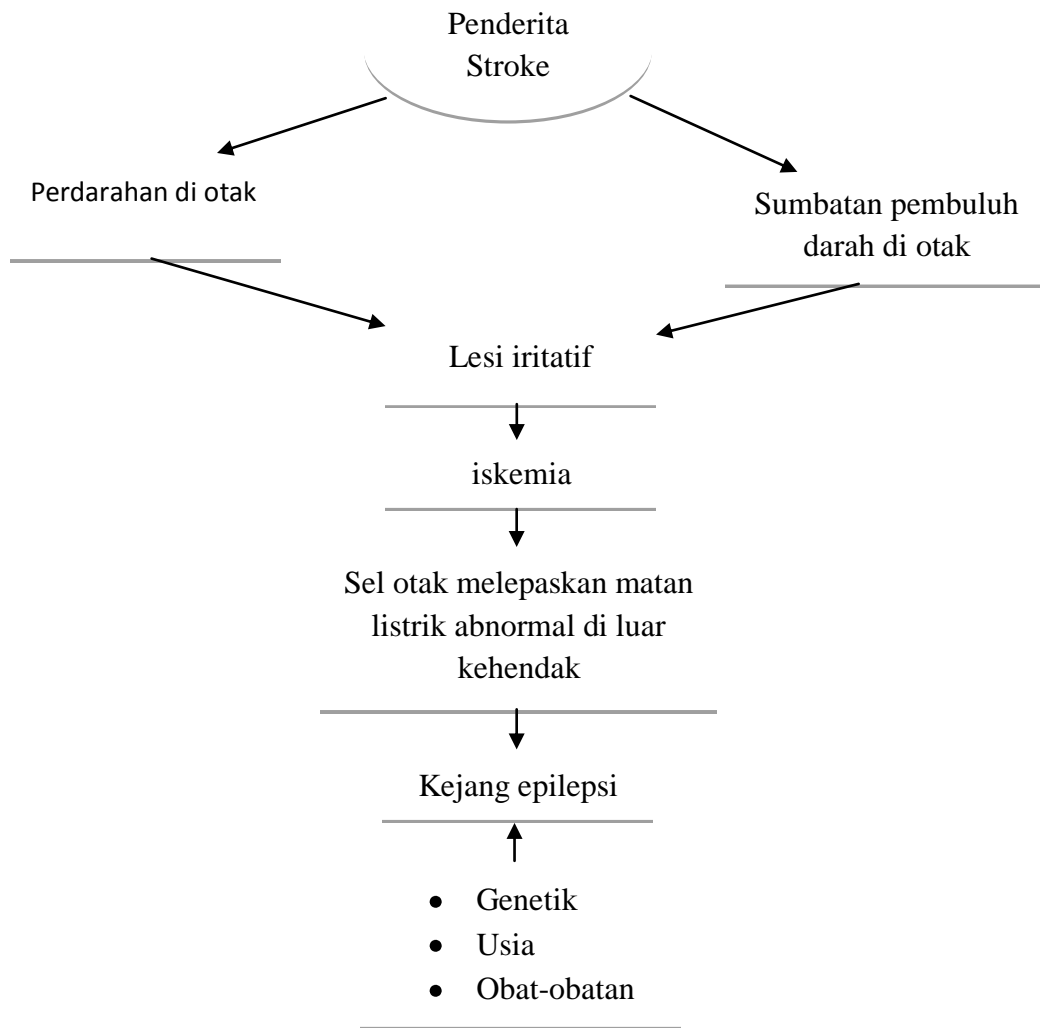 Penderita
Stroke
Perdarahan di otak
Sumbatan pembuluh
darah di otak
Lesi iritatif
iskemia
Sel otak melepaskan matan
listrik abnormal di luar
kehendak
Kejang epilepsi
• Genetik
• Usia
• Obat-obatan